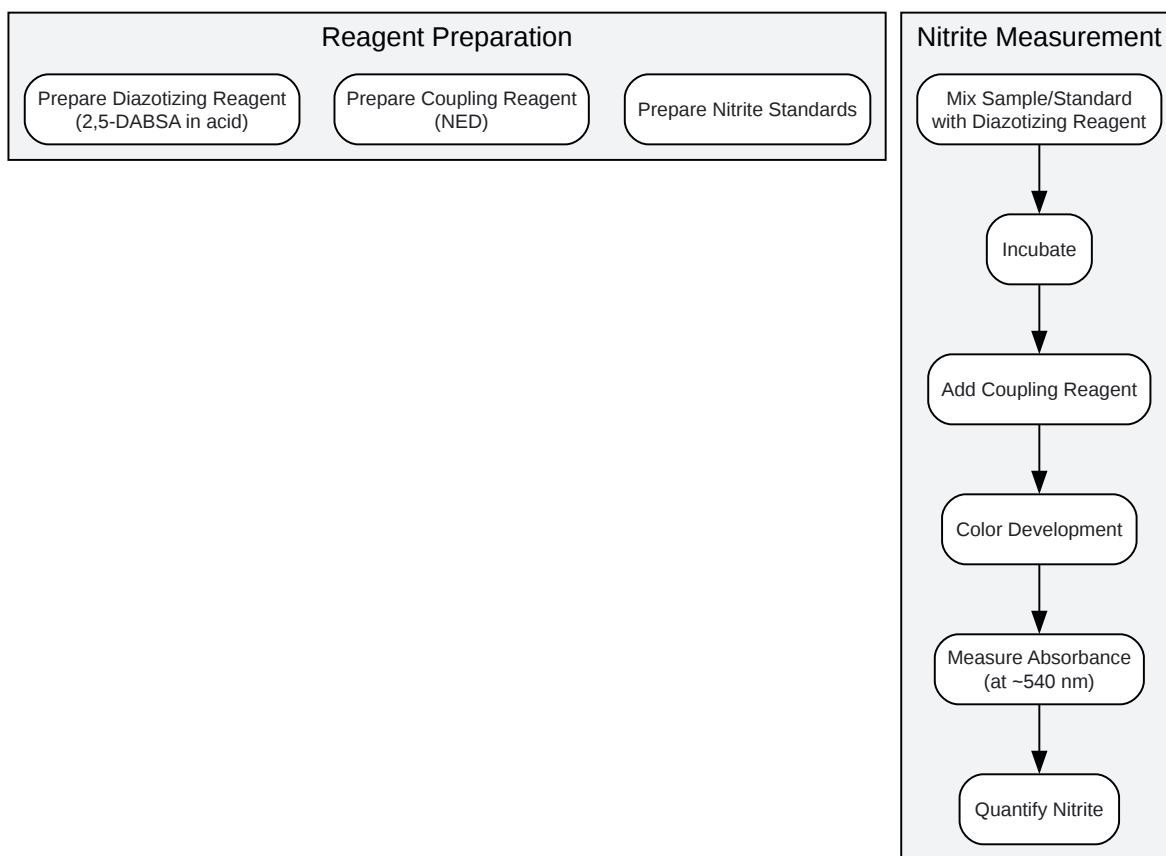 Reagent Preparation
Prepare Diazotizing Reagent
(2,5-DABSA in acid)
Prepare Coupling Reagent
(NED)
Prepare Nitrite Standards
Nitrite Measurement
Mix Sample/Standard
with Diazotizing Reagent
Incubate
Add Coupling Reagent
Color Development
Measure Absorbance
(at ~540 nm)
Quantify Nitrite